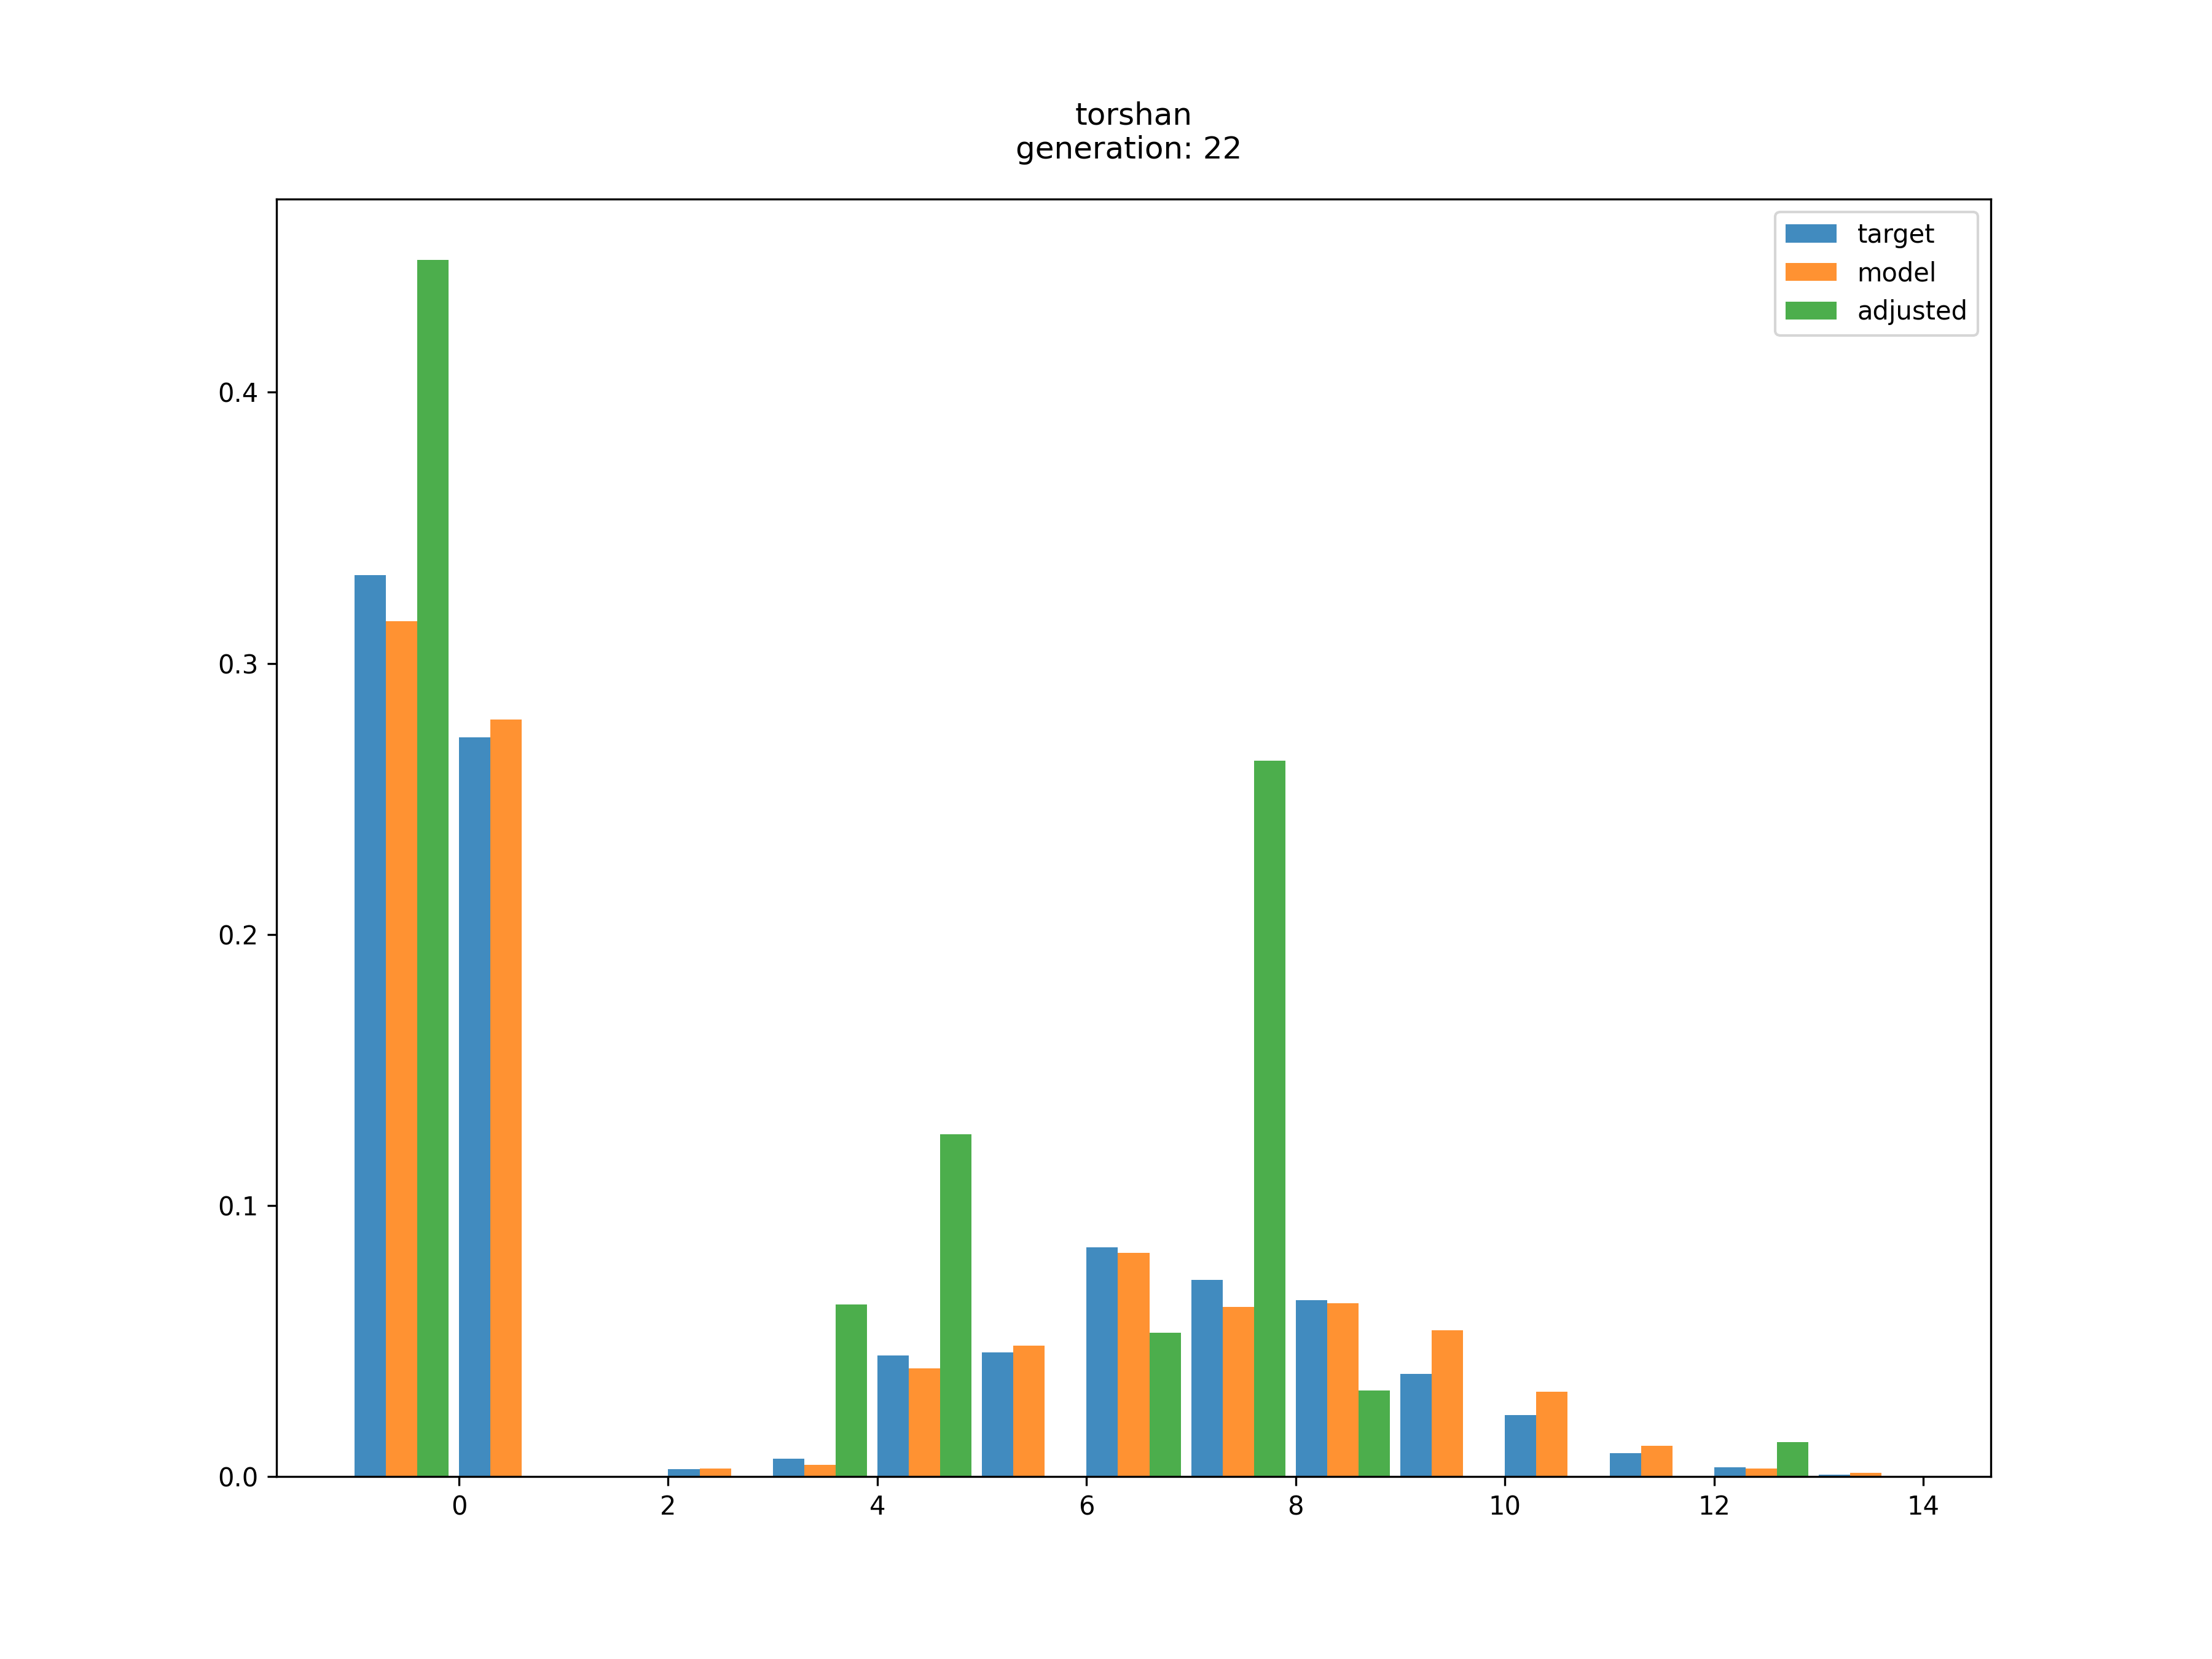 torshan
generation: 22
target
model
adjusted
0.4
0.3
0.2
0.1
0.0
0 2 4 6 8 10 12 14